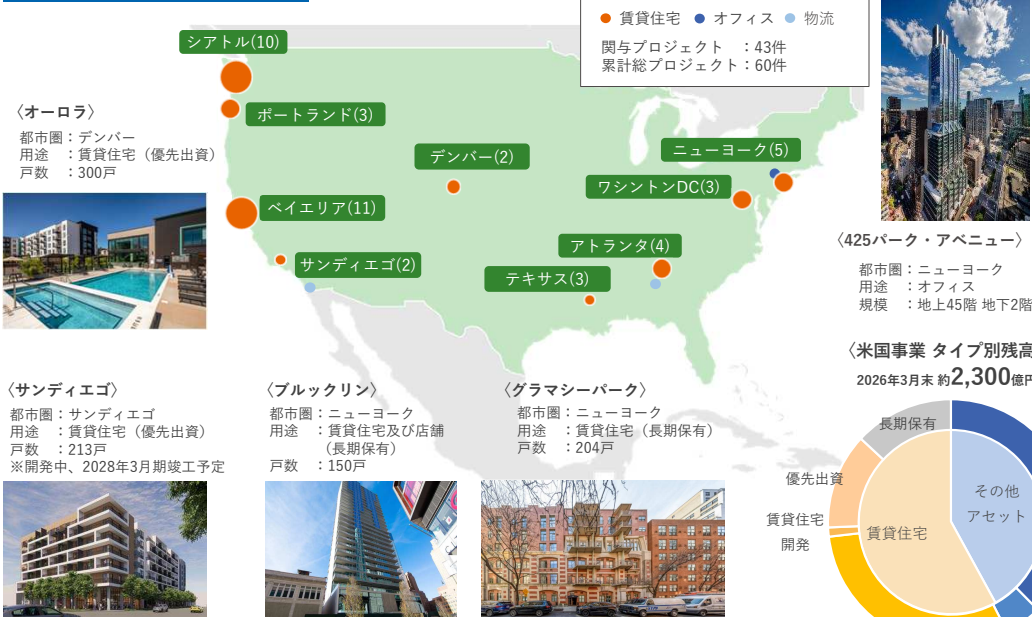 ● 賃貸住宅 ● オフィス ● 物流
関与プロジェクト ：43件
累計総プロジェクト：60件
シアトル(10)
ポートランド(3)
デンバー(2)
ニューヨーク(5)
ワシントンDC(3)
ベイエリア(11)
サンディエゴ(2)
アトランタ(4)
テキサス(3)
〈オーロラ〉
都市圏：デンバー
用途 ：賃貸住宅（優先出資）
戸数 ：300戸
〈425パーク・アベニュー〉
都市圏：ニューヨーク
用途 ：オフィス
規模 ：地上45階 地下2階
〈サンディエゴ〉
都市圏：サンディエゴ
用途 ：賃貸住宅（優先出資）
戸数 ：213戸
※開発中、2028年3月期竣工予定
〈ブルックリン〉
都市圏：ニューヨーク
用途 ：賃貸住宅及び店舗
（長期保有）
戸数 ：150戸
〈グラマシーパーク〉
都市圏：ニューヨーク
用途 ：賃貸住宅（長期保有）
戸数 ：204戸
〈米国事業 タイプ別残高
2026年3月末 約2,300億円
長期保有
優先出資
賃貸住宅
開発
賃貸住宅
その他
アセット